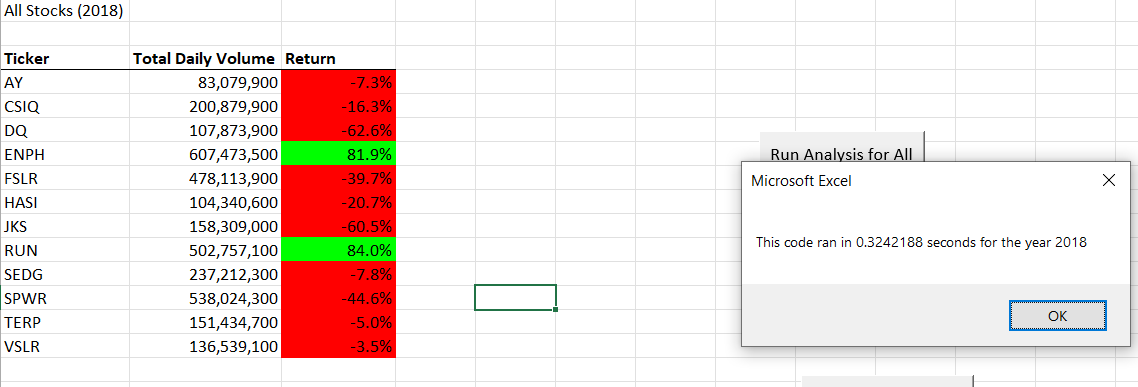 All Stocks (2018)
Ticker Total Daily Volume Return
AY 83,079,900 -7.3%
CSIQ 200,879,900 -16.3%
DQ 107,873,900 -62.6%
ENPH 607,473,500 81.9%
FSLR 478,113,900 -39.7%
HASI 104,340,600 -20.7%
JKS 158,309,000 -60.5%
RUN 502,757,100 84.0%
SEDG 237,212,300 -7.8%
SPWR 538,024,300 -44.6%
TERP 151,434,700 -5.0%
VSLR 136,539,100 -3.5%
Run Analysis for All
Microsoft Excel
This code ran in 0.3242188 seconds for the year 2018
OK